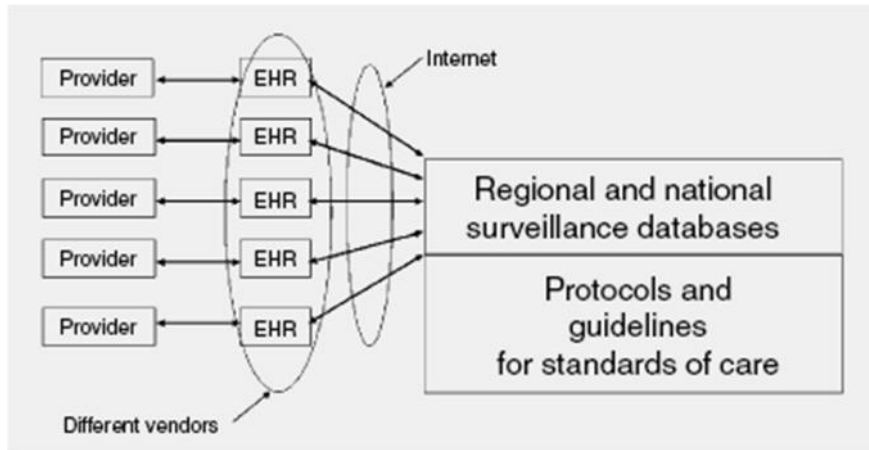 Internet
Provider
EHR
Provider
EHR
Provider
EHR
Provider
EHR
Provider
EHR
Regional and national
surveillance databases
Protocols and
guidelines
for standards of care
Different vendors